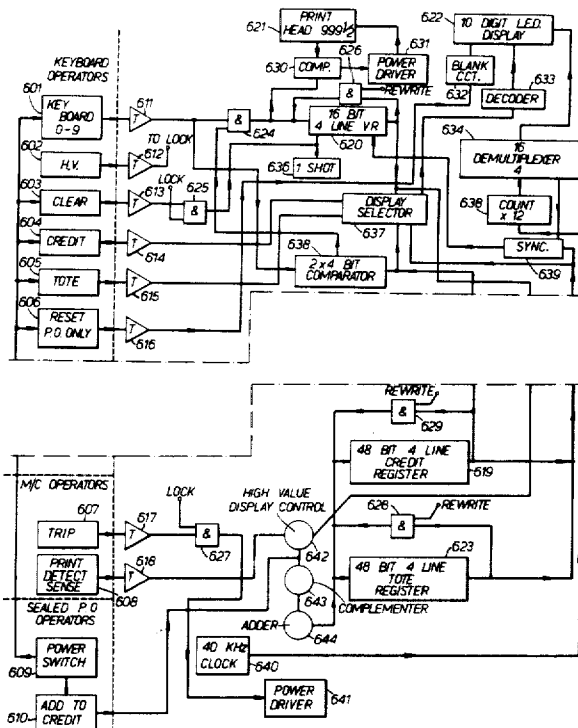 621
PRINT
HEAD 999 1/2
622
10 DIGIT L.E.D.
DISPLAY
KEYBOARD
OPERATORS
630
COMP.
626
&
POWER
DRIVER
631
REWRITE
BLANK
CCT.
632
633
DECODER
601
KEY
BOARD
0-9
T
611
&
624
16 BIT
4 LINE VR
620
634
16
DEMULTIPLEXER
4
602
H.V.
T
612
TO LOCK
603
CLEAR
T
613
LOCK
&
625
636
1 SHOT
638
COUNT
x 12
604
CREDIT
T
614
DISPLAY
SELECTOR
637
SYNC.
639
605
TOTE
T
615
638
2x4 BIT
COMPARATOR
606
RESET
P.O ONLY
T
616
REWRITE
&
629
48 BIT 4 LINE
CREDIT
REGISTER
619
M/C OPERATORS
607
TRIP
T
617
LOCK
&
627
HIGH VALUE
DISPLAY CONTROL
642
628
&
REWRITE
PRINT
DETECT
SENSE
608
T
618
623
48 BIT 4 LINE
TOTE
REGISTER
643
COMPLEMENTER
SEALED P.O
OPERATORS
ADDER
644
POWER
SWITCH
609
40 KHz
CLOCK
640
610
ADD TO
CREDIT
POWER
DRIVER
641